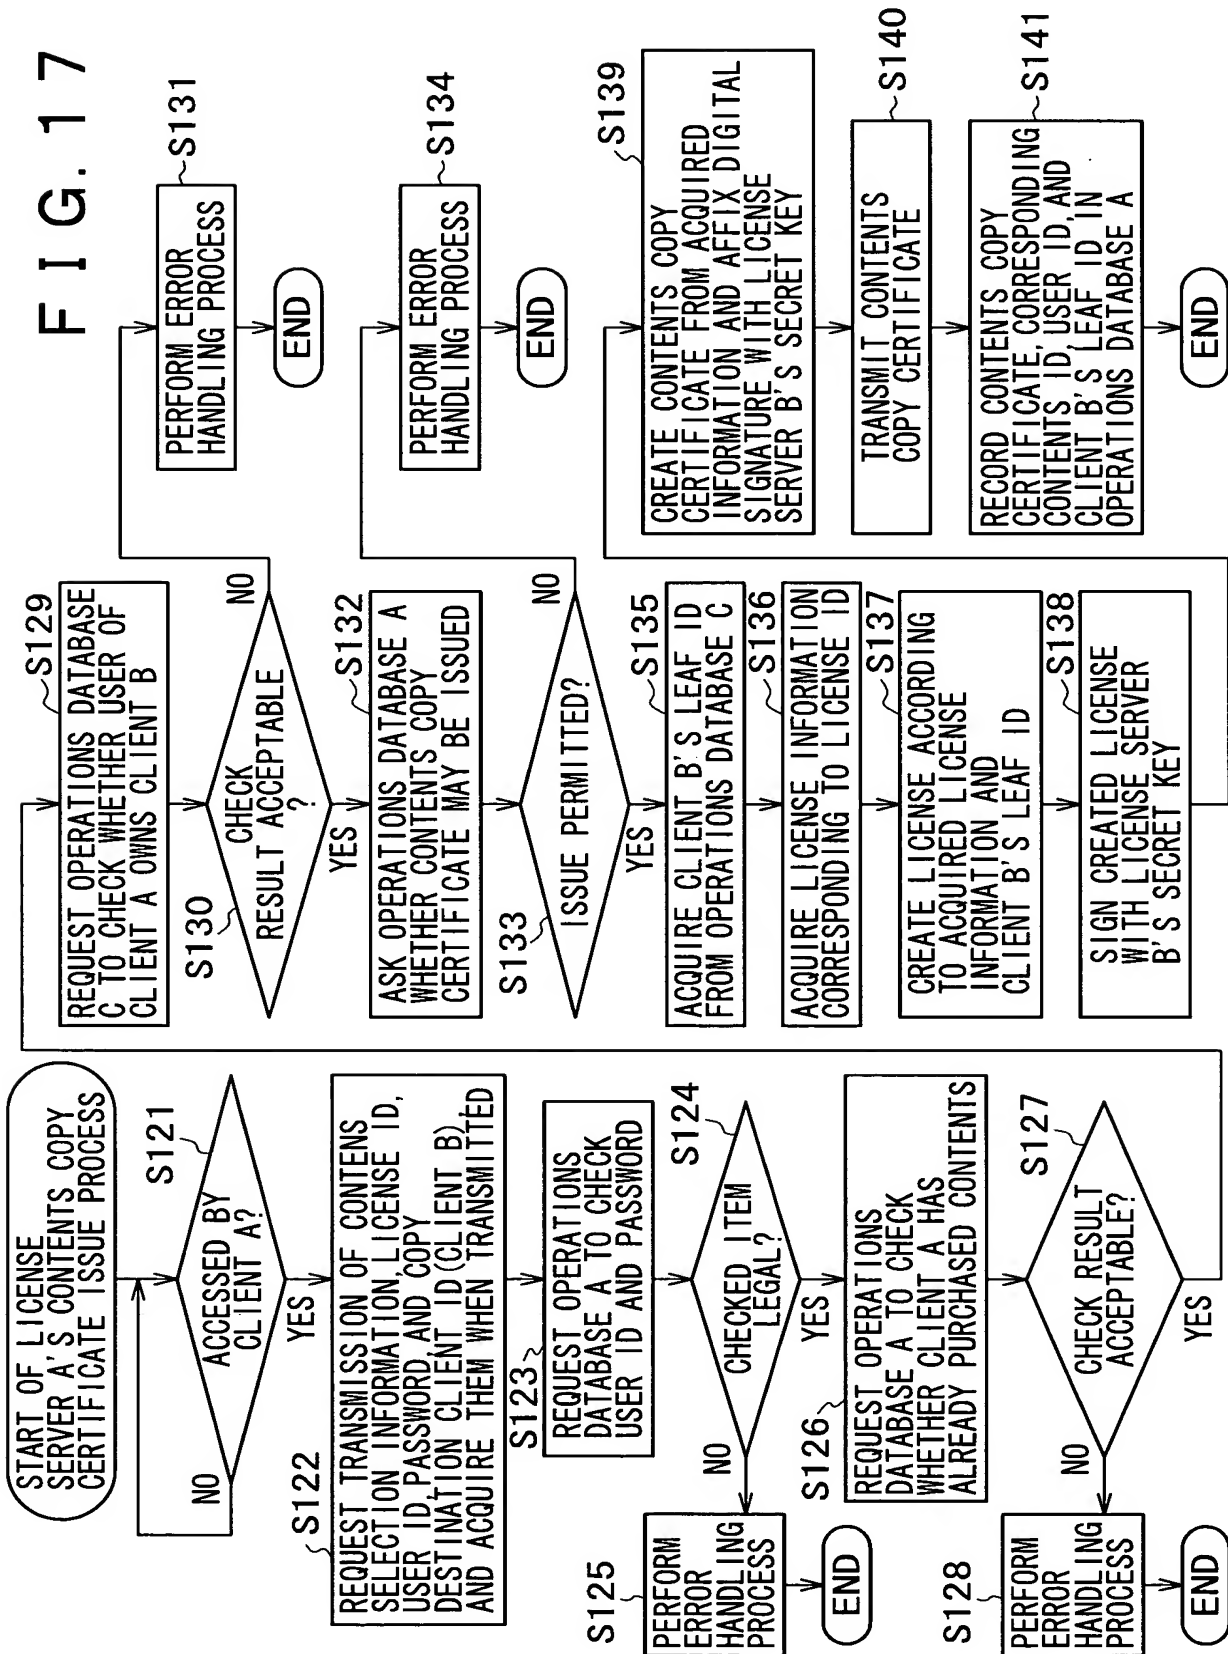 F I G. 1 7
START OF LICENSE
SERVER A'S CONTENTS COPY
CERTIFICATE ISSUE PROCESS
S121
ACCESSED BY
CLIENT A?
NO
YES
S122
REQUEST TRANSMISSION OF CONTENS
SELECTION INFORMATION, LICENSE ID,
USER ID, PASSWORD, AND COPY
DESTINATION CLIENT ID (CLIENT B),
AND ACQUIRE THEM WHEN TRANSMITTED
S123
REQUEST OPERATIONS
DATABASE A TO CHECK
USER ID AND PASSWORD
S124
CHECKED ITEM
LEGAL?
NO
YES
S125
PERFORM
ERROR
HANDLING
PROCESS
END
S126
REQUEST OPERATIONS
DATABASE A TO CHECK
WHETHER CLIENT A HAS
ALREADY PURCHASED CONTENTS
S127
CHECK RESULT
ACCEPTABLE?
NO
YES
S128
PERFORM
ERROR
HANDLING
PROCESS
END
S129
REQUEST OPERATIONS DATABASE
C TO CHECK WHETHER USER OF
CLIENT A OWNS CLIENT B
S130
CHECK
RESULT ACCEPTABLE
?
NO
YES
S131
PERFORM ERROR
HANDLING PROCESS
END
S132
ASK OPERATIONS DATABASE A
WHETHER CONTENTS COPY
CERTIFICATE MAY BE ISSUED
S133
ISSUE PERMITTED?
NO
YES
S134
PERFORM ERROR
HANDLING PROCESS
END
S135
ACQUIRE CLIENT B'S LEAF ID
FROM OPERATIONS DATABASE C
S136
ACQUIRE LICENSE INFORMATION
CORRESPONDING TO LICENSE ID
S137
CREATE LICENSE ACCORDING
TO ACQUIRED LICENSE
INFORMATION AND
CLIENT B'S LEAF ID
S138
SIGN CREATED LICENSE
WITH LICENSE SERVER
B'S SECRET KEY
S139
CREATE CONTENTS COPY
CERTIFICATE FROM ACQUIRED
INFORMATION AND AFFIX DIGITAL
SIGNATURE WITH LICENSE
SERVER B'S SECRET KEY
S140
TRANSMIT CONTENTS
COPY CERTIFICATE
S141
RECORD CONTENTS COPY
CERTIFICATE, CORRESPONDING
CONTENTS ID, USER ID, AND
CLIENT B'S LEAF ID IN
OPERATIONS DATABASE A
END